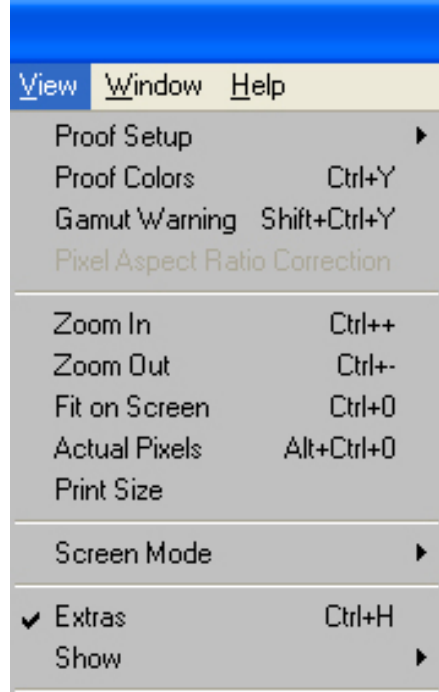 View Window Help
Proof Setup
Proof Colors Ctrl+Y
Gamut Warning Shift+Ctrl+Y
Pixel Aspect Ratio Correction
Zoom In Ctrl++
Zoom Out Ctrl+-
Fit on Screen Ctrl+0
Actual Pixels Alt+Ctrl+0
Print Size
Screen Mode
Extras Ctrl+H
Show